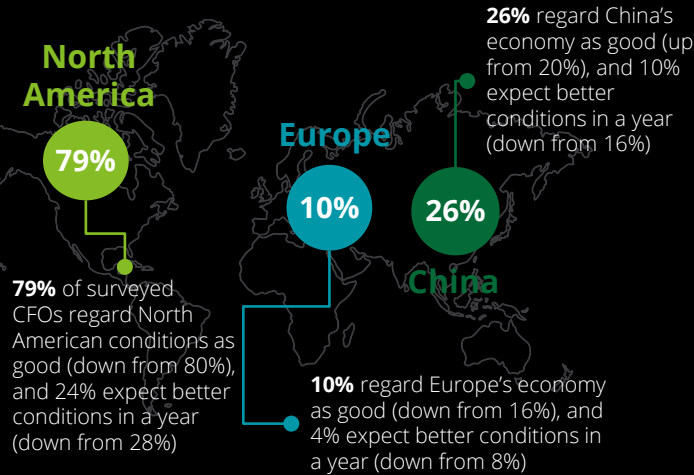 North
America
79%
79% of surveyed
CFOs regard North
American conditions as
good (down from 80%),
and 24% expect better
conditions in a year
(down from 28%)
Europe
10%
10% regard Europe’s economy
as good (down from 16%), and
4% expect better conditions in
a year (down from 8%)
26% regard China’s
economy as good (up
from 20%), and 10%
expect better
conditions in a year
(down from 16%)
26%
China